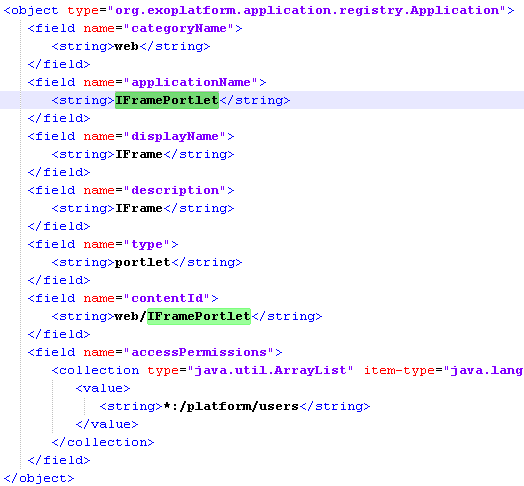 <object type="org.exoplatform.application.registry.Application">
<field name="categoryName">
<string>web</string>
</field>
<field name="applicationName">
<string>IFramePortlet</string>
</field>
<field name="displayName">
<string>IFrame</string>
</field>
<field name="description">
<string>IFrame</string>
</field>
<field name="type">
<string>portlet</string>
</field>
<field name="contentId">
<string>web/IFramePortlet</string>
</field>
<field name="accessPermissions">
<collection type="java.util.ArrayList" item-type="java.lang
<value>
<string>*:/platform/users</string>
</value>
</collection>
</field>
</object>